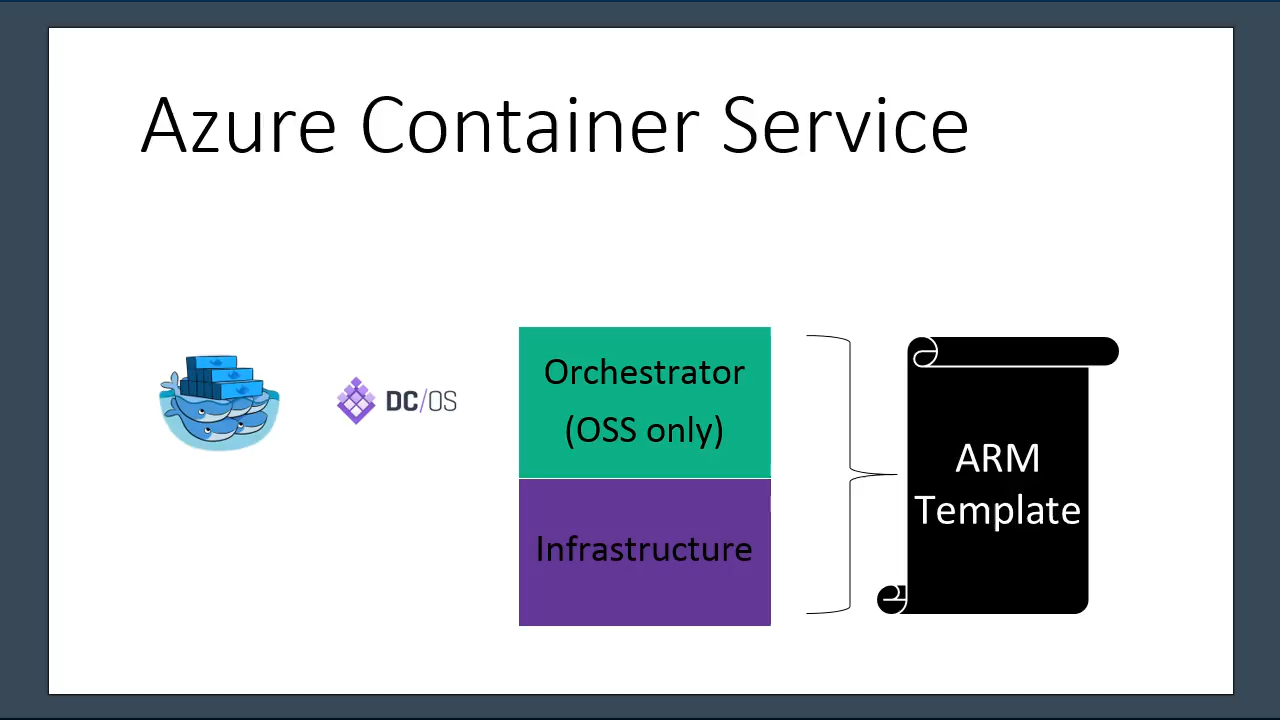 Azure Container Service
DC/OS
Orchestrator
(OSS only)
Infrastructure
ARM
Template